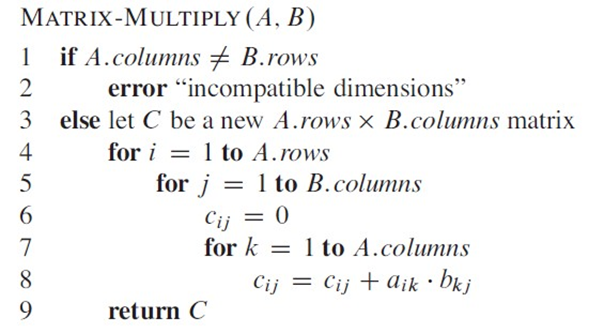 MATRIX-MULTIPLY(A, B)
1 if A.columns ≠ B.rows
2 error “incompatible dimensions”
3 else let C be a new A.rows × B.columns matrix
4 for i = 1 to A.rows
5 for j = 1 to B.columns
6 cij = 0
7 for k = 1 to A.columns
8 cij = cij + aik · bkj
9 return C